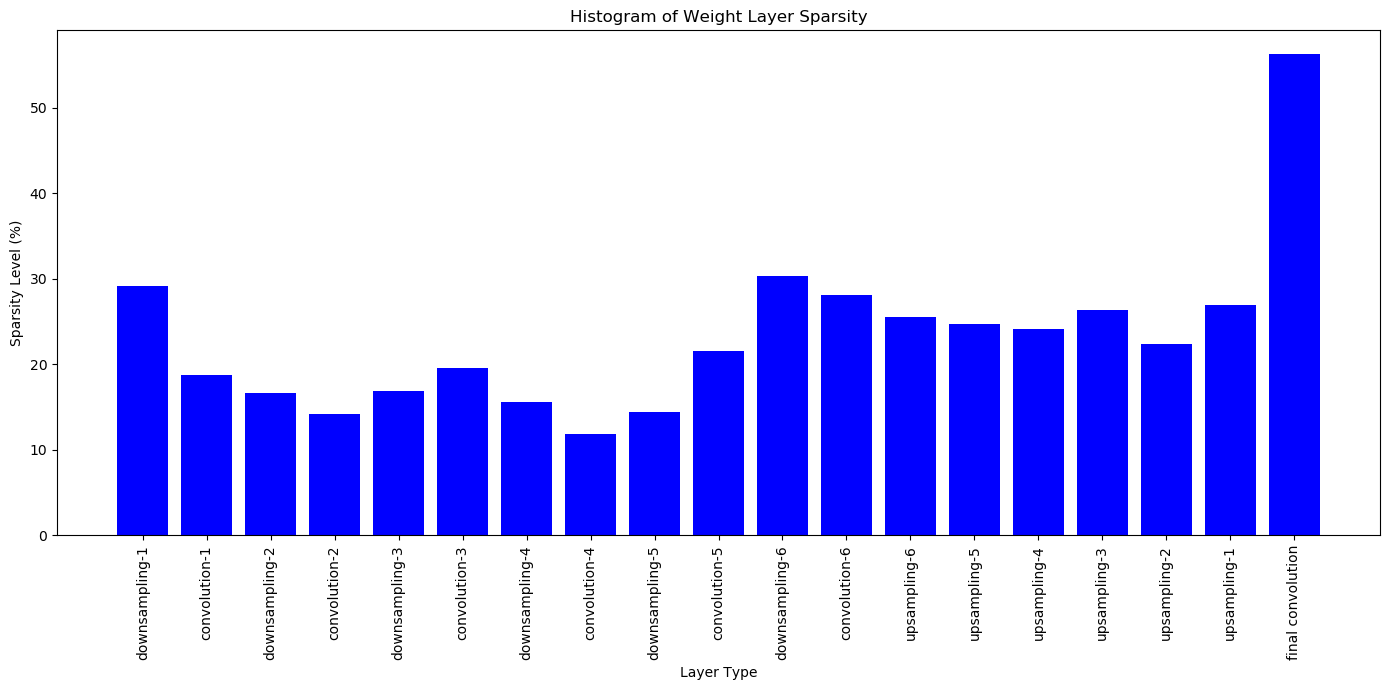 Histogram of Weight Layer Sparsity
Sparsity Level (%)
50
40
30
20
10
0
downsampling-1
convolution-1
downsampling-2
convolution-2
downsampling-3
convolution-3
downsampling-4
convolution-4
downsampling-5
convolution-5
downsampling-6
convolution-6
upsampling-6
upsampling-5
upsampling-4
upsampling-3
upsampling-2
upsampling-1
final convolution
Layer Type